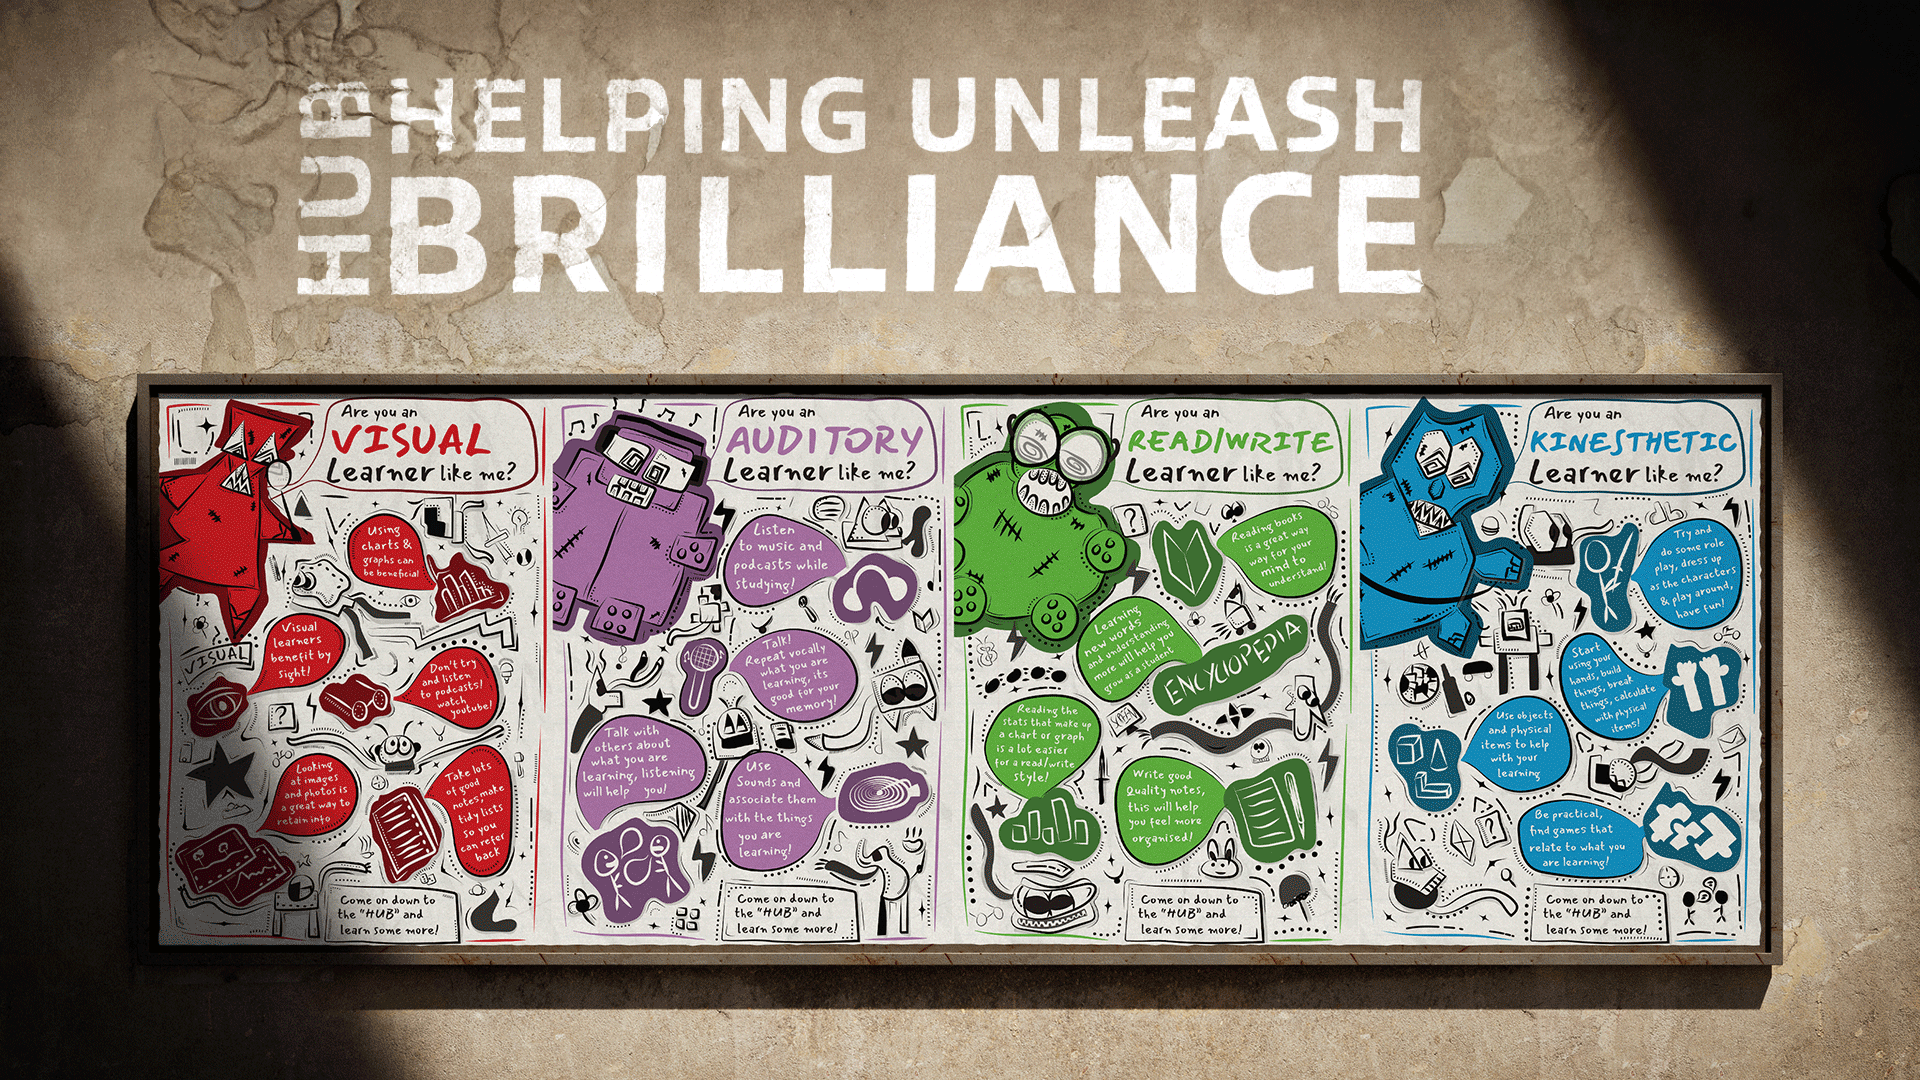 HUB
HELPING UNLEASH
BRILLIANCE
Are you an
VISUAL
Learner like me?
Using
charts &
graphs can
be beneficial
Visual
learners
benefit by
sight!
VISUAL
Don't try
and listen
to podcasts!
watch
youtube!
Looking
at images
and photos is
a great way to
retain info
Take lots
of good
notes, make
tidy lists
so you
can refer
back
Come on down to
the "HUB" and
learn some more!
Are you an
AUDITORY
Learner like me?
Listen
to music and
podcasts while
studying!
Talk!
Repeat vocally
what you are
learning, its
good for your
memory!
Talk with
others about
what you are
learning, listening
will help you!
Use
Sounds and
associate them
with the things
you are
learning!
Come on down to
the "HUB" and
learn some more!
Are you an
READ/WRITE
Learner like me?
Reading books
is a great way
way for your
mind to
understand!
Learning
new words
and understanding
more will help you
grow as a student
ENCYCLOPEDIA
Reading the
stats that make up
a chart or graph
is a lot easier
for a read/write
style!
Write good
Quality notes,
this will help
you feel more
organised!
Come on down to
the "HUB" and
learn some more!
Are you an
KINESTHETIC
Learner like me?
Try and
do some role
play, dress up
as the characters
& play around,
have fun!
Start
using your
hands, build
things, break
things, calculate
with physical
items!
Use objects
and physical
items to help
with your
learning
Be practical,
find games that
relate to what you
are learning!
Come on down to
the "HUB" and
learn some more!